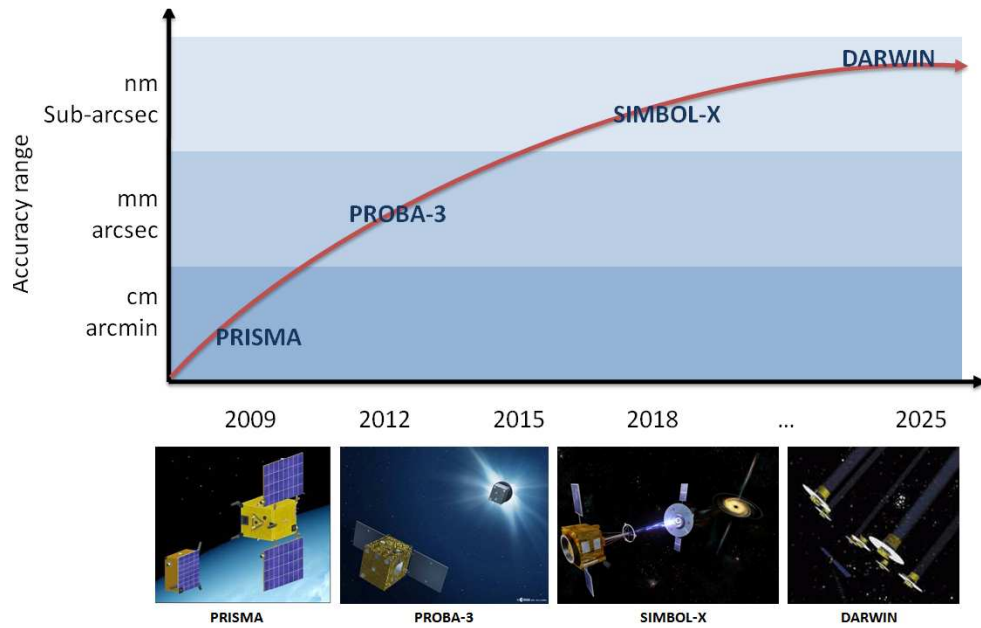 Accuracy range
nm
Sub-arcsec
mm
arcsec
cm
arcmin
DARWIN
SIMBOL-X
PROBA-3
PRISMA
2009 2012 2015 2018 ... 2025
PRISMA PROBA-3 SIMBOL-X DARWIN